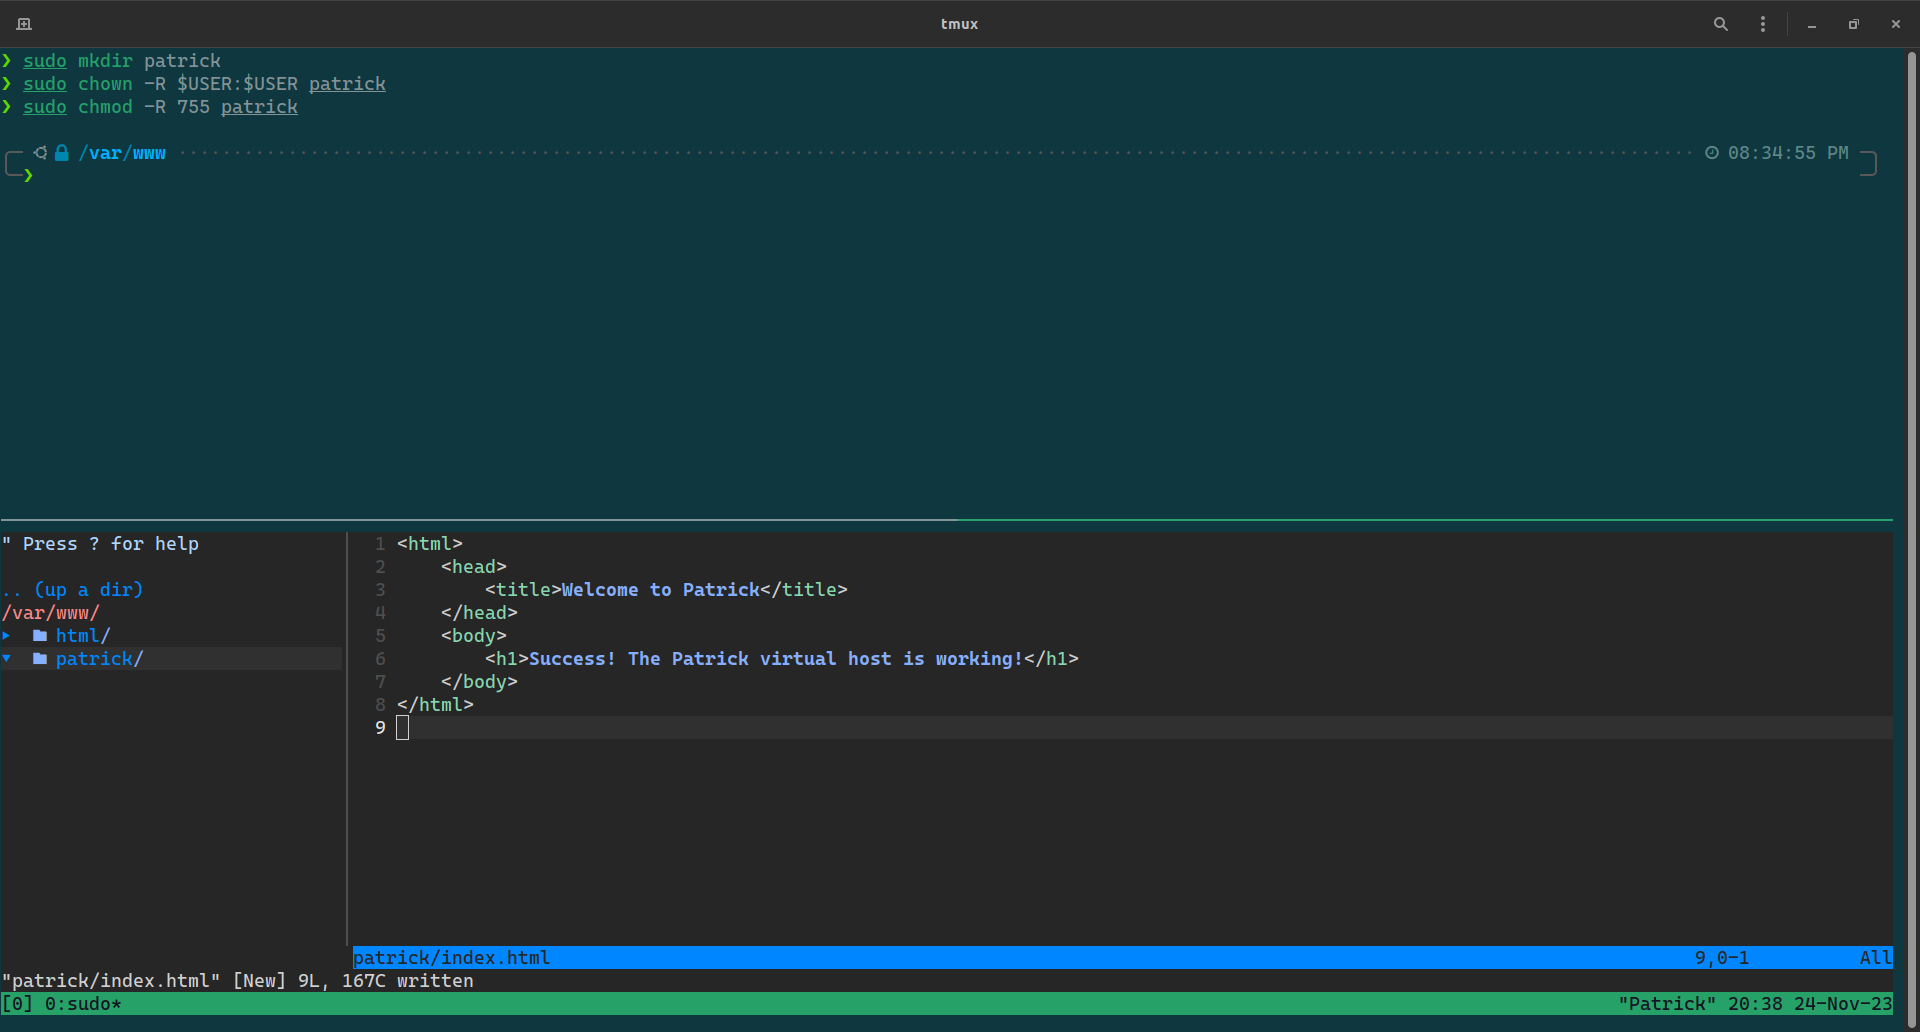 tmux
❯ sudo mkdir patrick
❯ sudo chown -R $USER:$USER patrick
❯ sudo chmod -R 755 patrick
/var/www 08:34:55 PM
❯
" Press ? for help
.. (up a dir)
/var/www/
▸ html/
▾ patrick/
1 <html>
2     <head>
3         <title>Welcome to Patrick</title>
4     </head>
5     <body>
6         <h1>Success! The Patrick virtual host is working!</h1>
7     </body>
8 </html>
9
patrick/index.html 9,0-1 All
"patrick/index.html" [New] 9L, 167C written
[0] 0:sudo* "Patrick" 20:38 24-Nov-23